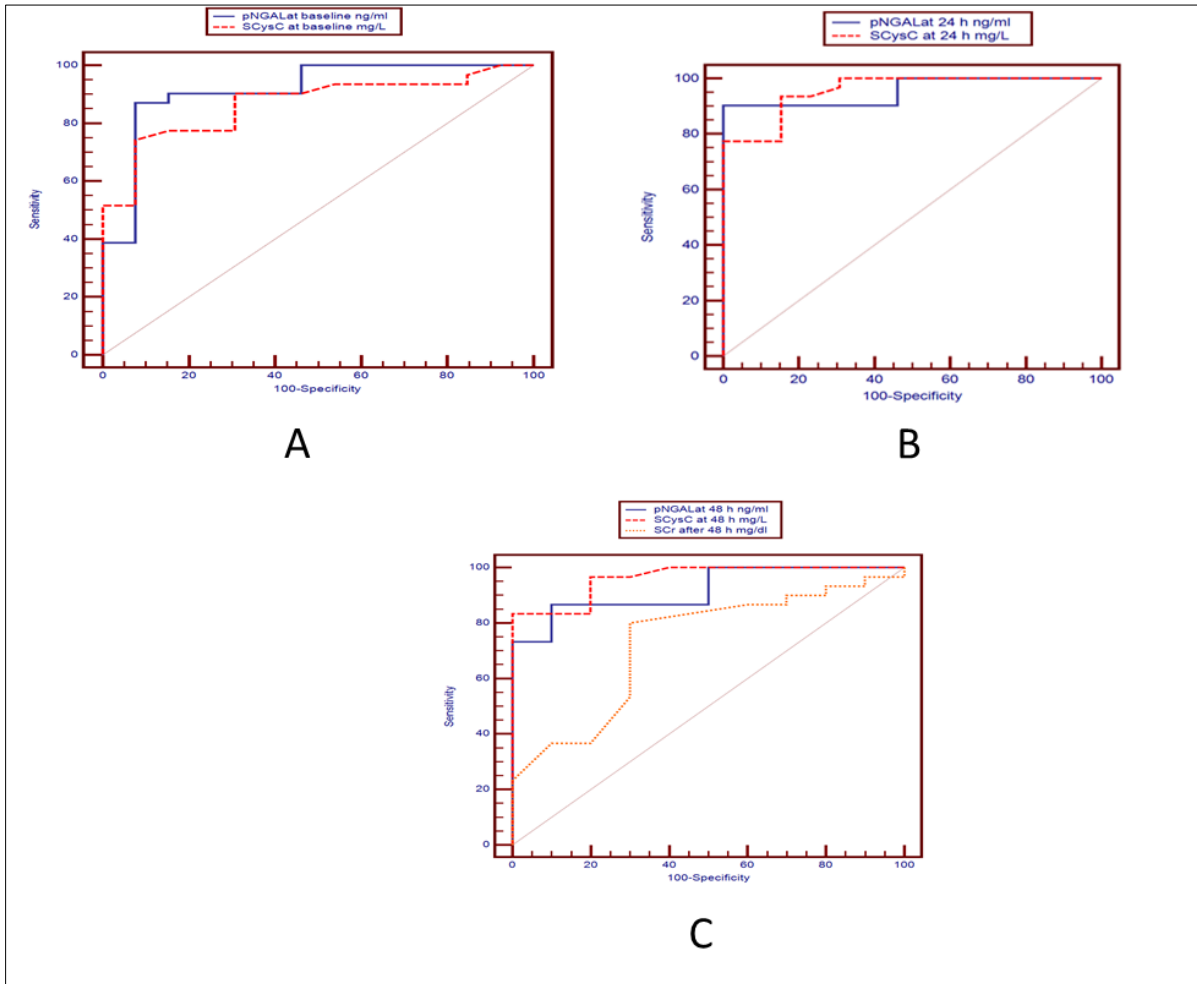 pNGALat baseline ng/ml
SCysC at baseline mg/L
100
80
60
40
20
0
Sensitivity
0 20 40 60 80 100
100-Specificity
A
pNGALat 24 h ng/ml
SCysC at 24 h mg/L
100
80
60
40
20
0
Sensitivity
0 20 40 60 80 100
100-Specificity
B
pNGALat 48 h ng/ml
SCysC at 48 h mg/L
SCr after 48 h mg/dl
100
80
60
40
20
0
Sensitivity
0 20 40 60 80 100
100-Specificity
C